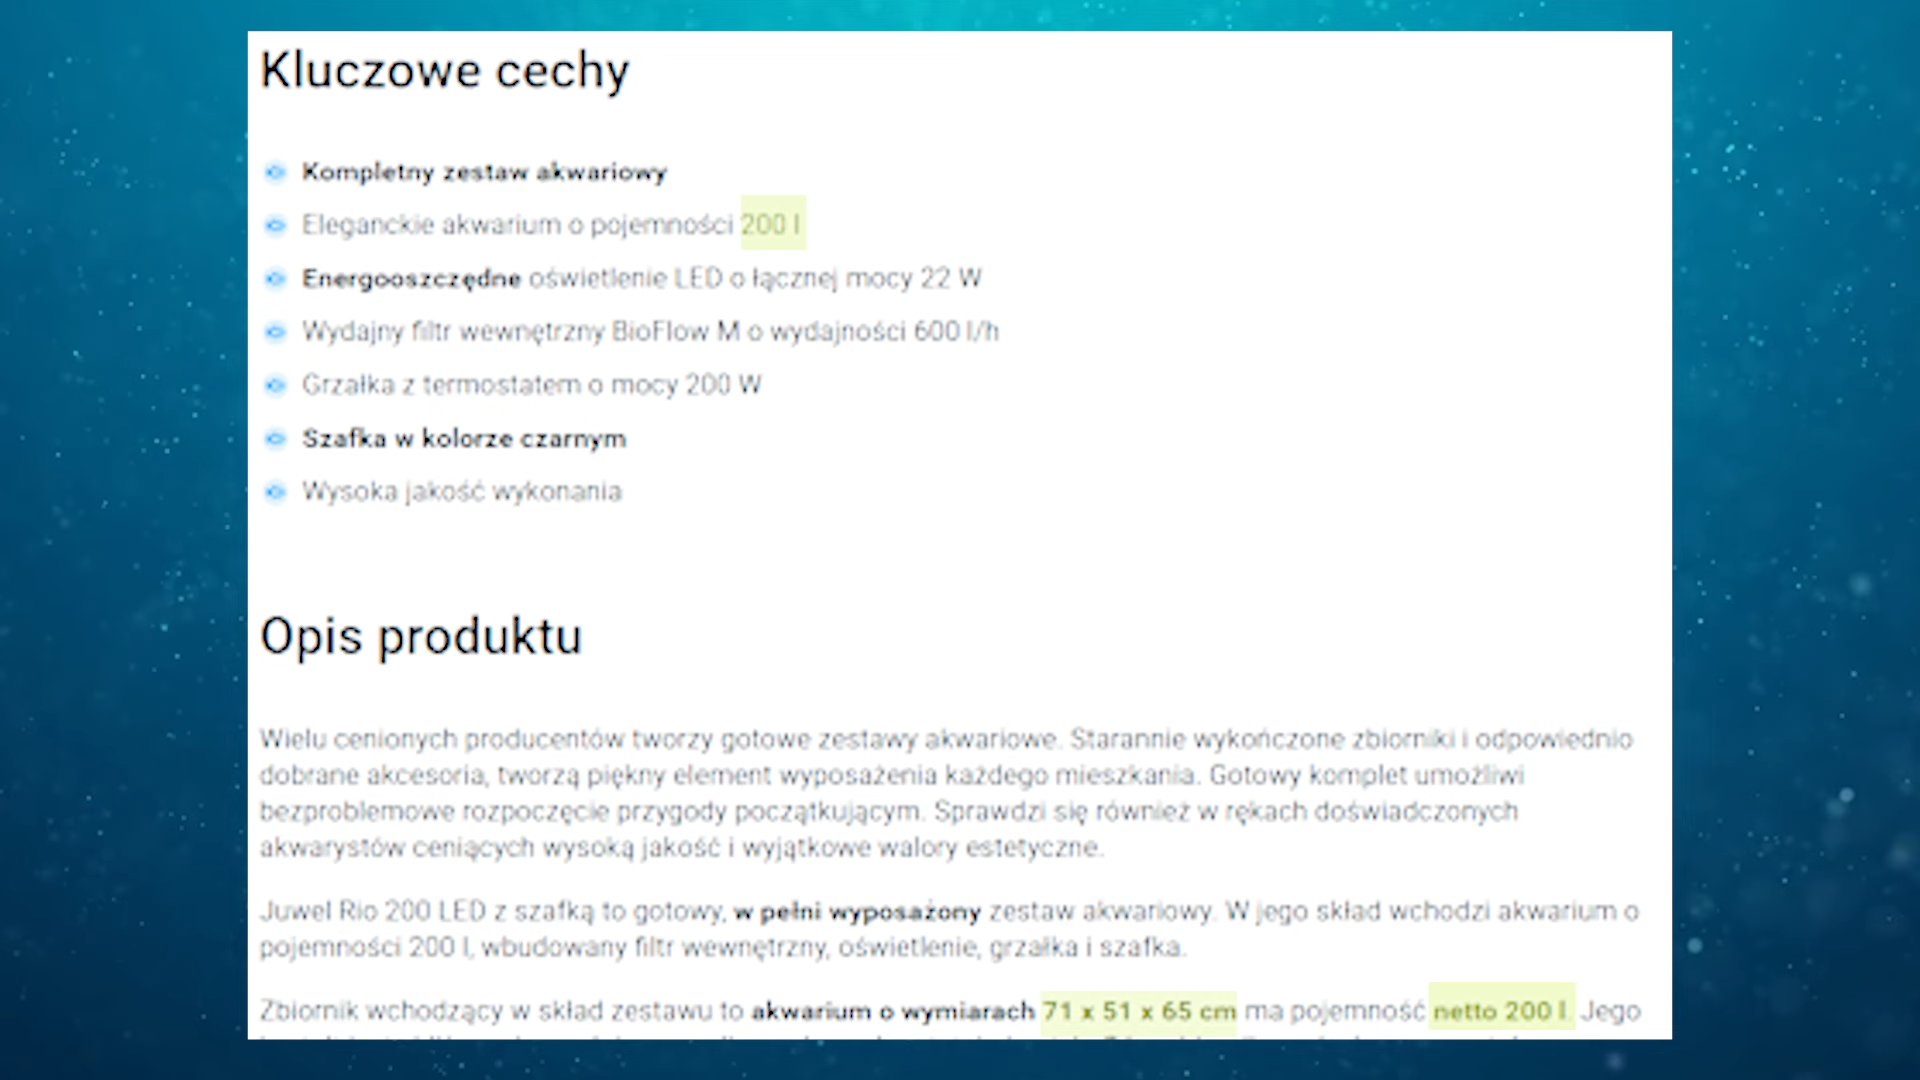 Kluczowe cechy
Kompletny zestaw akwariowy
Eleganckie akwarium o pojemności 200 l
Energooszczędne oświetlenie LED o łącznej mocy 22 W
Wydajny filtr wewnętrzny BioFlow M o wydajności 600 l/h
Grzałka z termostatem o mocy 200 W
Szafka w kolorze czarnym
Wysoka jakość wykonania
Opis produktu
Wielu cenionych producentów tworzy gotowe zestawy akwariowe. Starannie wykończone zbiorniki i odpowiednio
dobrane akcesoria, tworzą piękny element wyposażenia każdego mieszkania. Gotowy komplet umożliwi
bezproblemowe rozpoczęcie przygody początkującym. Sprawdzi się również w rękach doświadczonych
akwarystów ceniących wysoką jakość i wyjątkowe walory estetyczne.
Juwel Rio 200 LED z szafką to gotowy, w pełni wyposażony zestaw akwariowy. W jego skład wchodzi akwarium o
pojemności 200 l, wbudowany filtr wewnętrzny, oświetlenie, grzałka i szafka.
Zbiornik wchodzący w skład zestawu to akwarium o wymiarach 71 x 51 x 65 cm ma pojemność netto 200 l. Jego